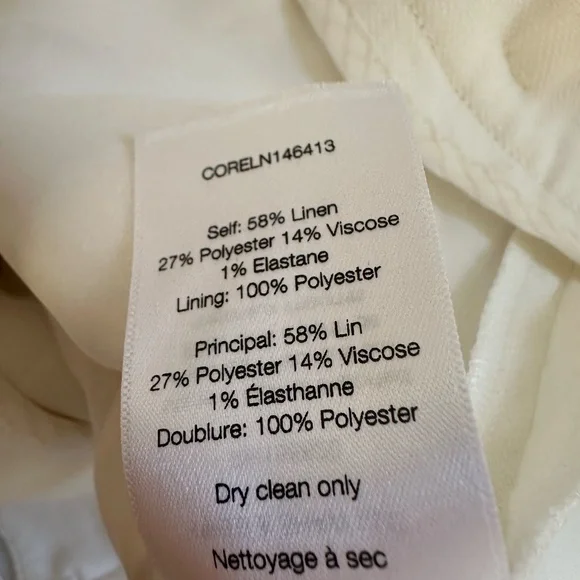 CORELN146413
Self: 58% Linen
27% Polyester 14% Viscose
1% Elastane
Lining: 100% Polyester
Principal: 58% Lin
27% Polyester 14% Viscose
1% Élasthanne
Doublure: 100% Polyester
Dry clean only
Nettoyage à sec